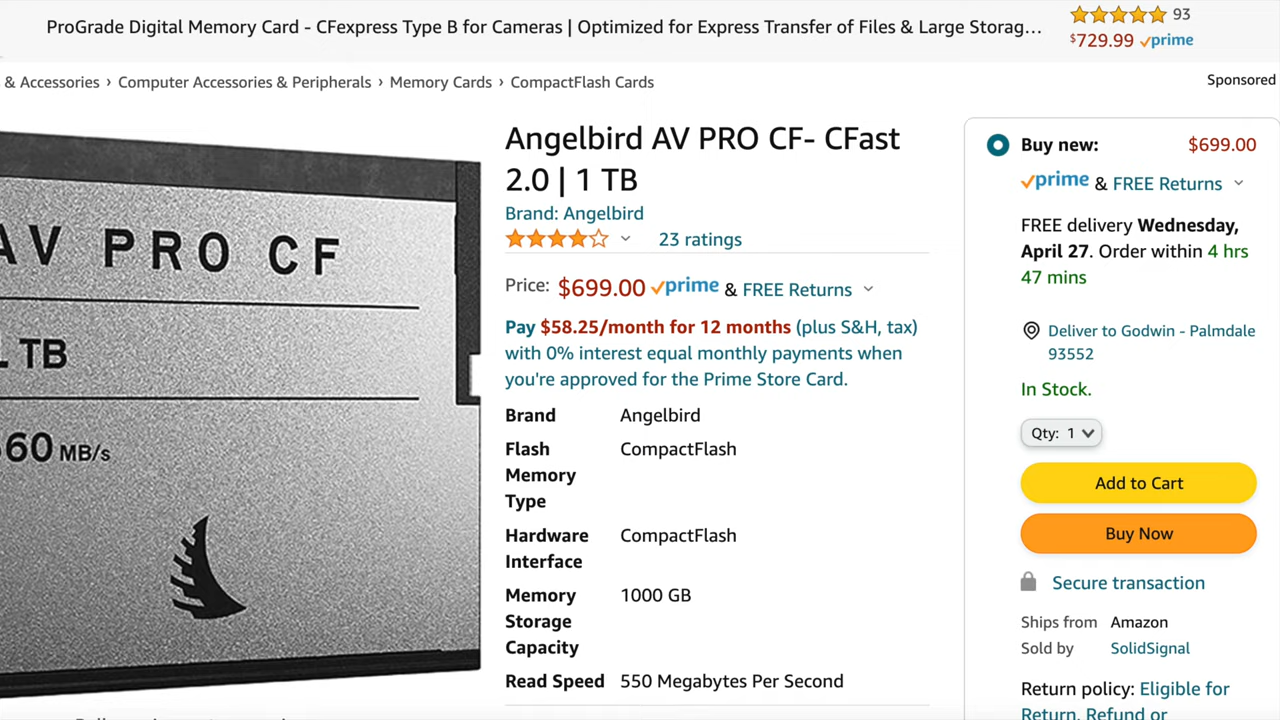 ProGrade Digital Memory Card - CFexpress Type B for Cameras | Optimized for Express Transfer of Files & Large Storag...
93
$729.99 prime
& Accessories › Computer Accessories & Peripherals › Memory Cards › CompactFlash Cards
Sponsored
AV PRO CF
TB
60 MB/s
Angelbird AV PRO CF- CFast
2.0 | 1 TB
Brand: Angelbird
23 ratings
Price: $699.00 prime & FREE Returns
Pay $58.25/month for 12 months (plus S&H, tax)
with 0% interest equal monthly payments when
you're approved for the Prime Store Card.
Brand Angelbird
Flash CompactFlash
Memory
Type
Hardware CompactFlash
Interface
Memory 1000 GB
Storage
Capacity
Read Speed 550 Megabytes Per Second
Buy new: $699.00
prime & FREE Returns
FREE delivery Wednesday,
April 27. Order within 4 hrs
47 mins
Deliver to Godwin - Palmdale
93552
In Stock.
Qty: 1
Add to Cart
Buy Now
Secure transaction
Ships from Amazon
Sold by SolidSignal
Return policy: Eligible for
Return, Refund or